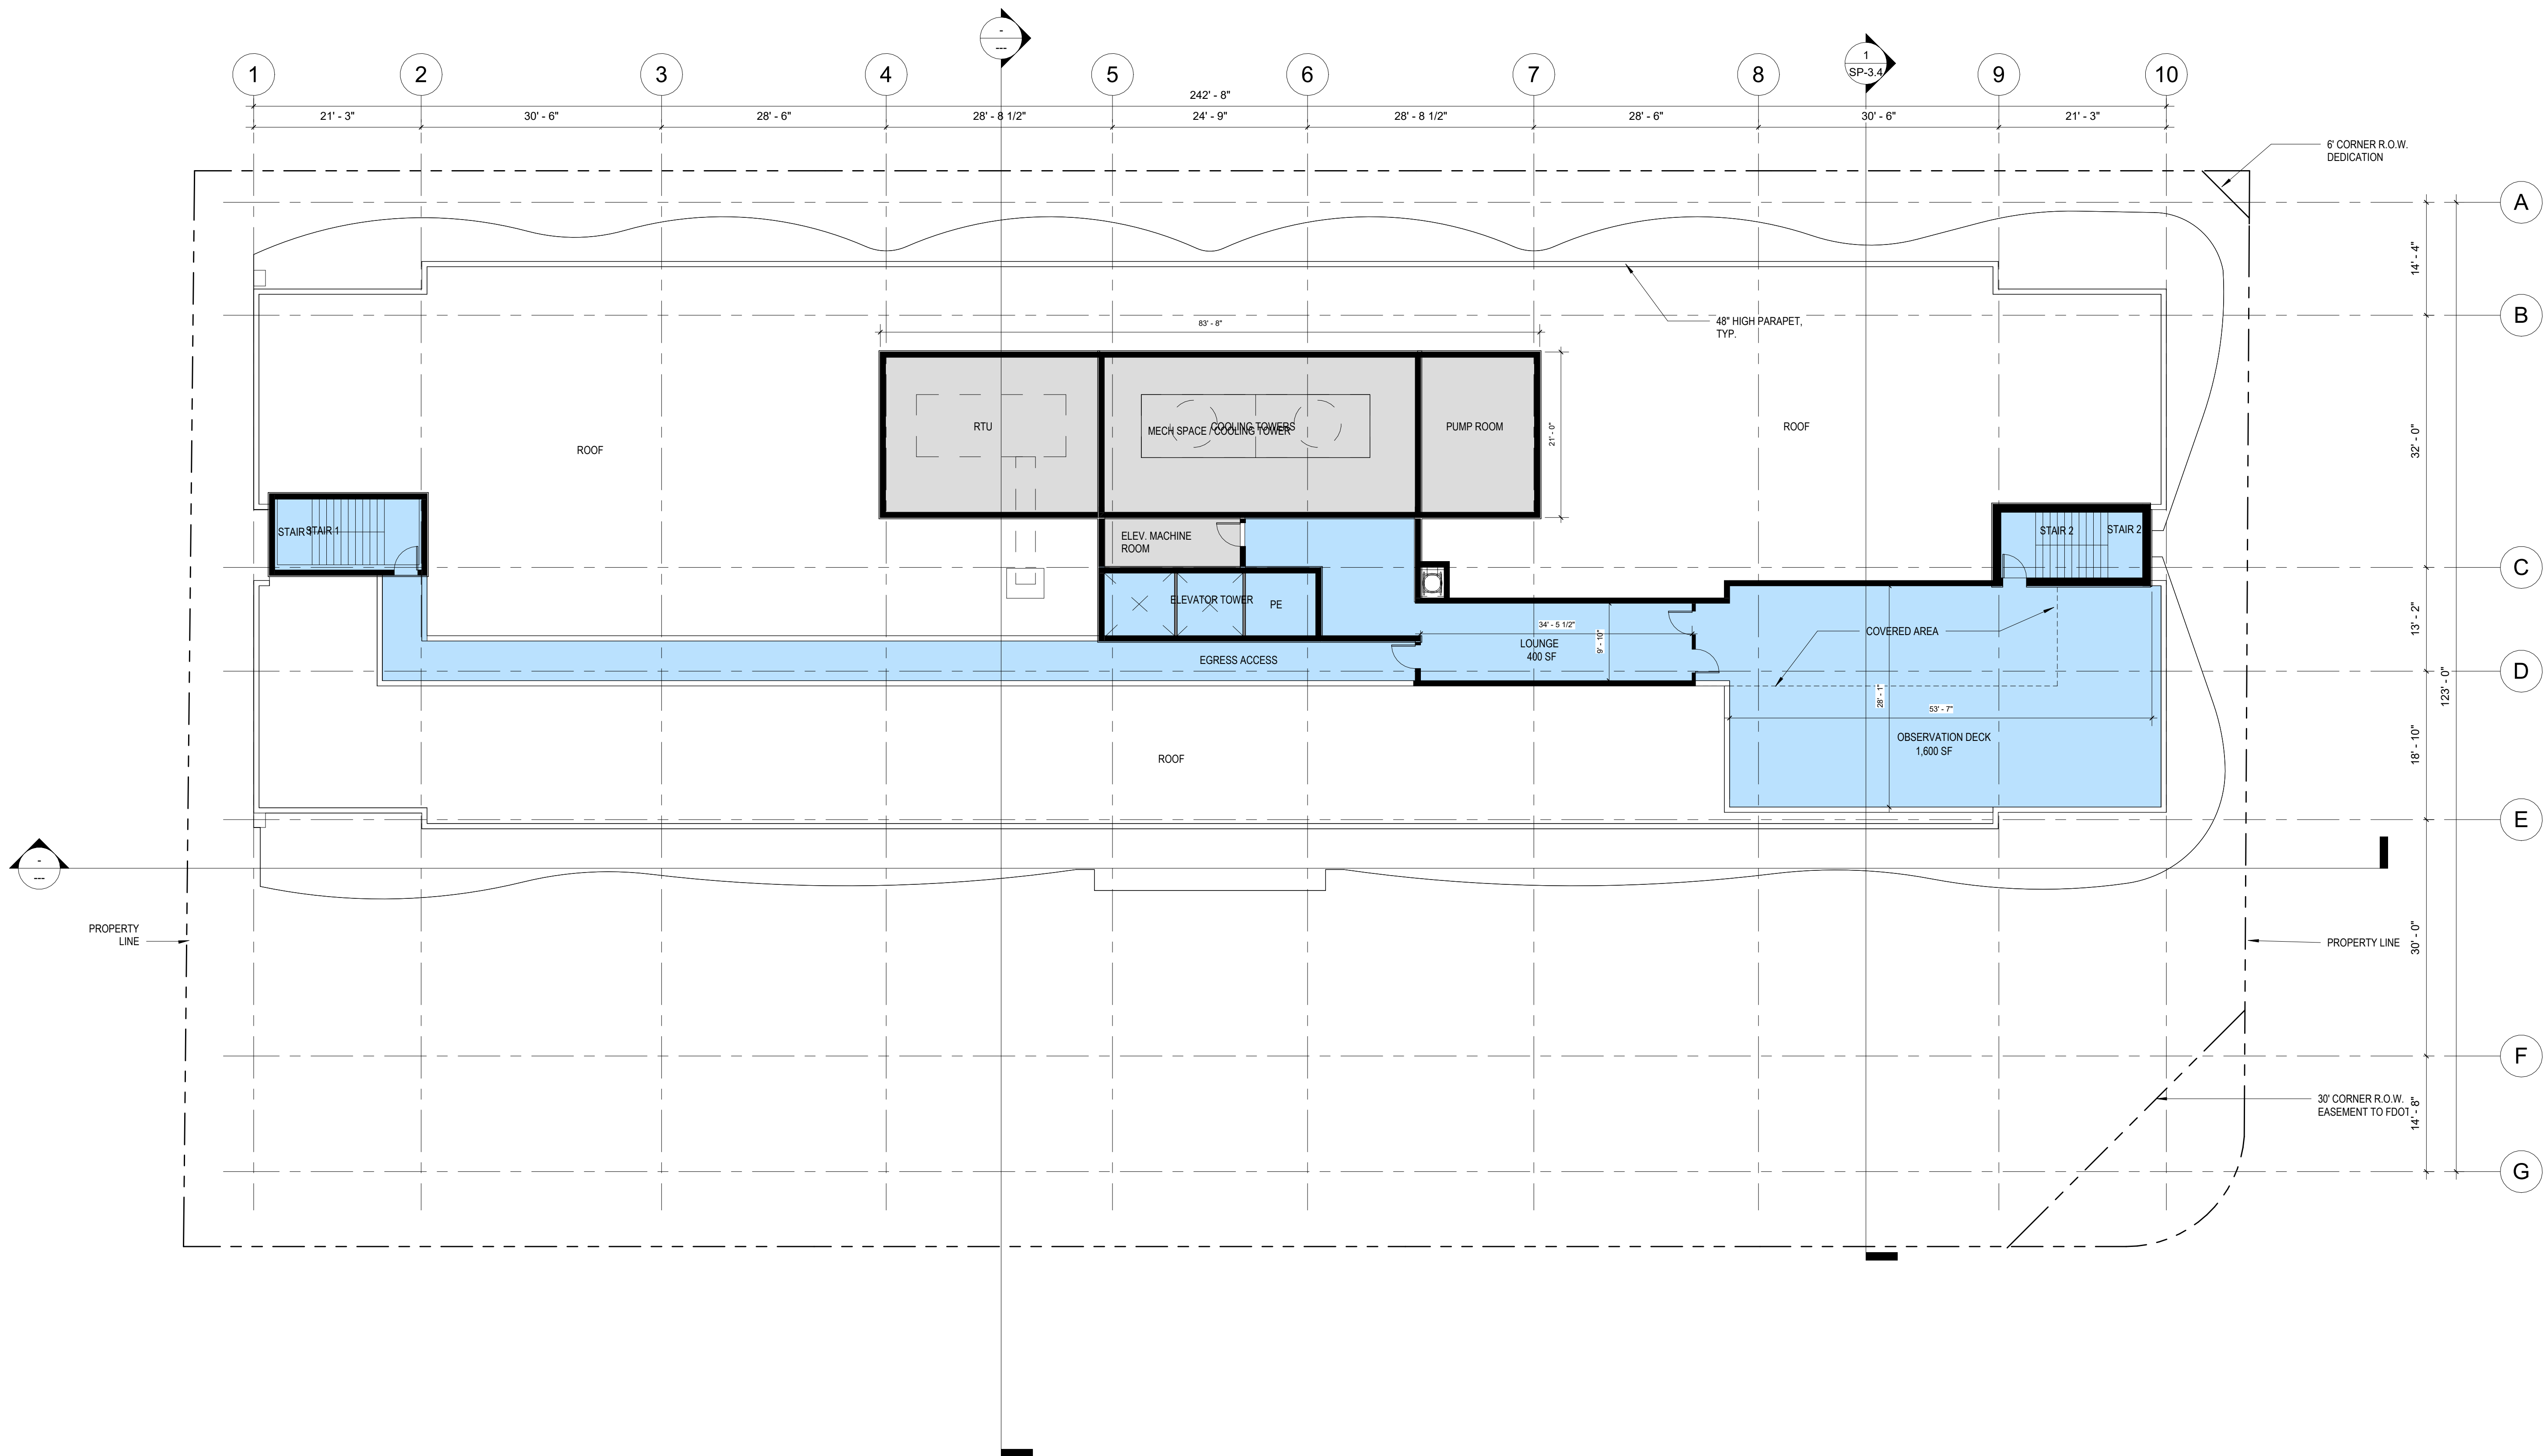 -
---
1
SP-3.4
1 2 3 4 5 6 7 8 9 10
242' - 8"
21' - 3" 30' - 6" 28' - 6" 28' - 8 1/2" 24' - 9" 28' - 8 1/2" 28' - 6" 30' - 6" 21' - 3"
6' CORNER R.O.W.
DEDICATION
A
14' - 4"
B
48" HIGH PARAPET,
TYP.
83' - 8"
RTU
COOLING TOWERS
MECH SPACE / COOLING TOWER
PUMP ROOM
21' - 0"
ROOF
ROOF
32' - 0"
STAIR 1
STAIR 1
ELEV. MACHINE
ROOM
STAIR 2
STAIR 2
C
ELEVATOR TOWER
PE
34' - 5 1/2"
LOUNGE
400 SF
9' - 10"
COVERED AREA
13' - 2"
EGRESS ACCESS
D
123' - 0"
28' - 1"
53' - 7"
OBSERVATION DECK
1,600 SF
18' - 10"
ROOF
E
-
---
PROPERTY
LINE
PROPERTY LINE
30' - 0"
F
30' CORNER R.O.W.
EASEMENT TO FDOT
14' - 8"
G